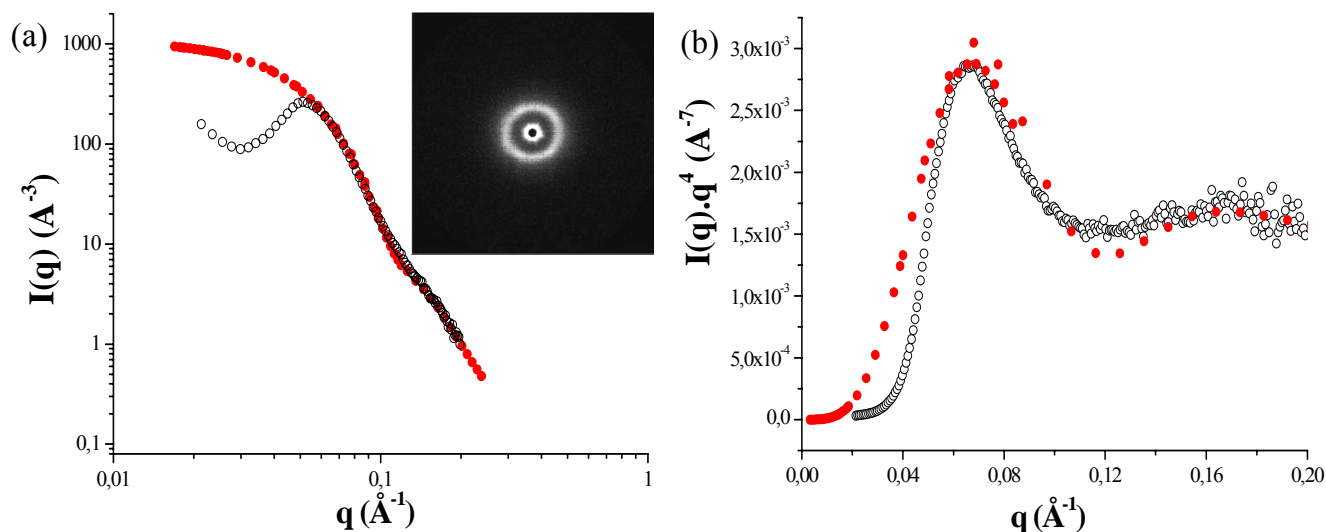 (a)
1000
100
10
1
0,1
I(q) (A⁻³)
0,01
0,1
1
q (Å⁻¹)
(b)
3,0x10⁻³
2,5x10⁻³
2,0x10⁻³
1,5x10⁻³
1,0x10⁻³
5,0x10⁻⁴
0,0
I(q).q⁴ (A⁻⁷)
0,00
0,04
0,08
0,12
0,16
0,20
q (Å⁻¹)